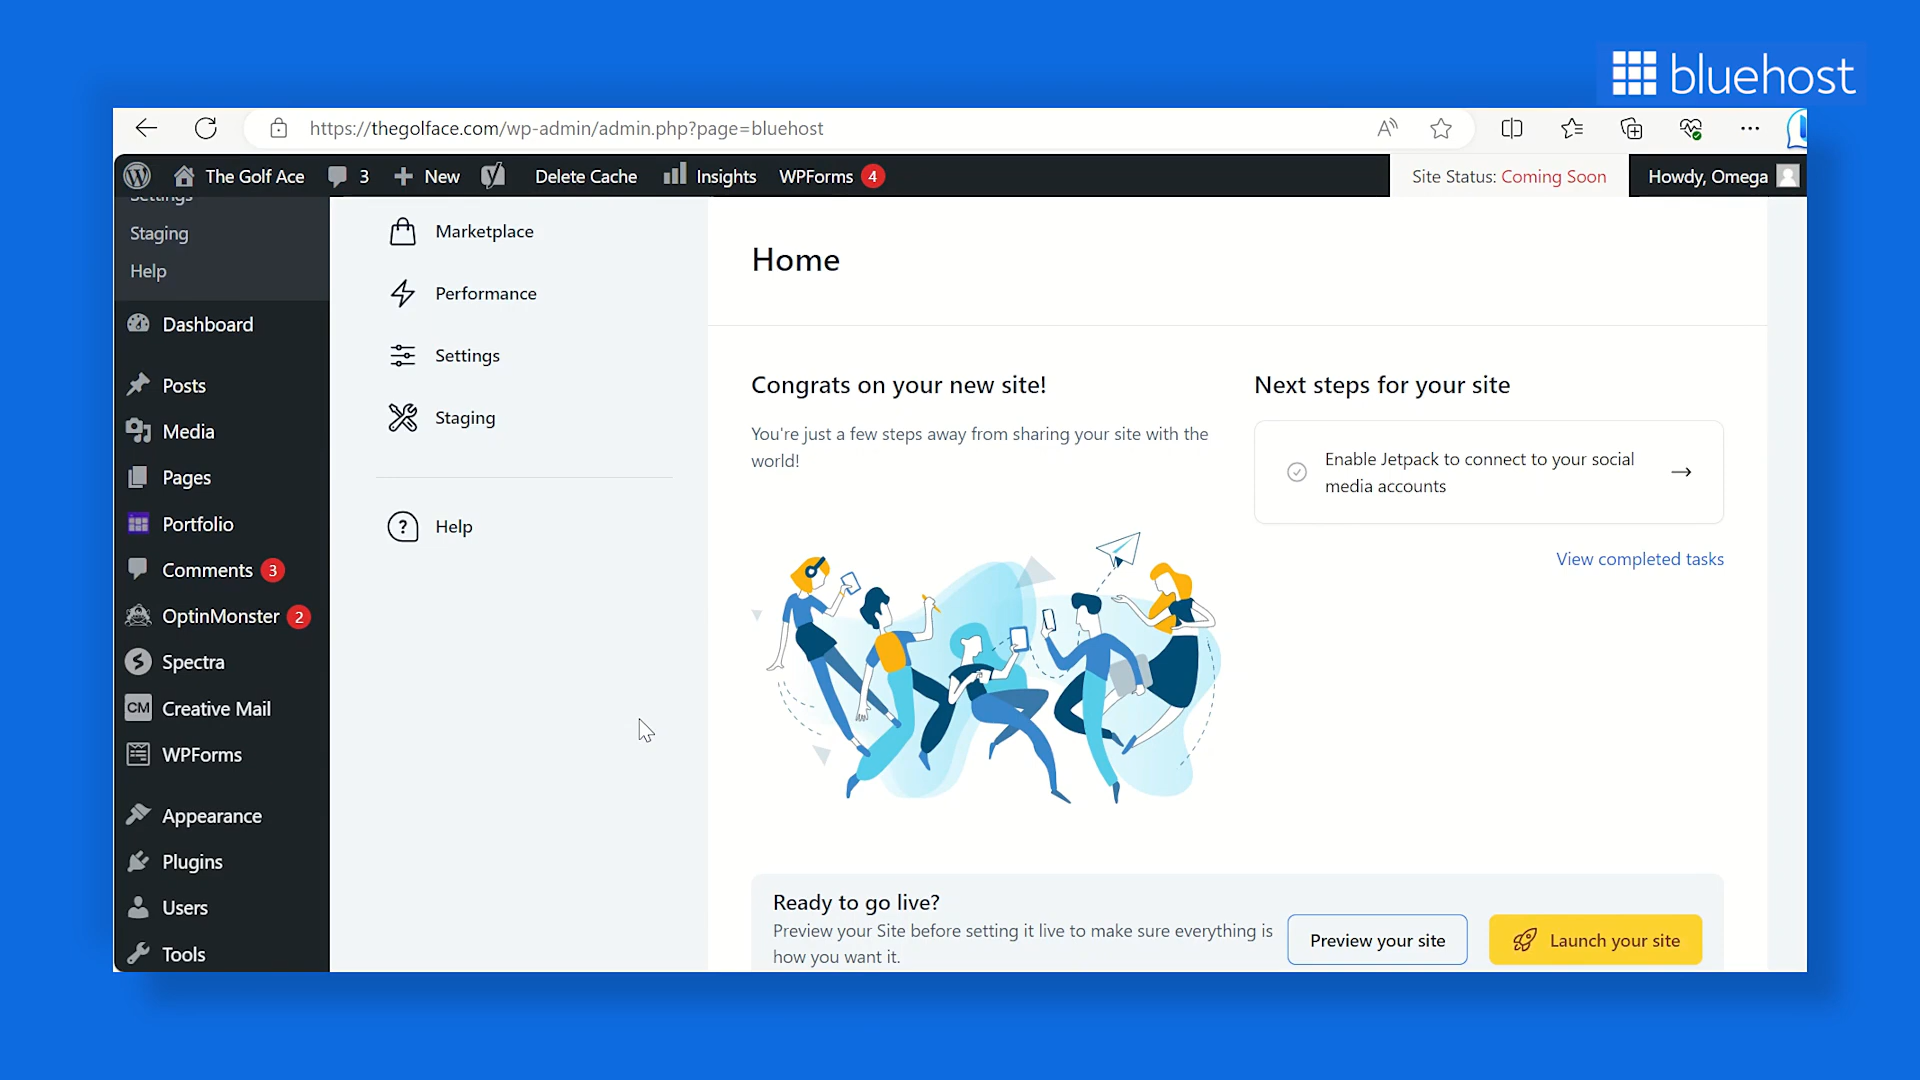 bluehost
https://thegolface.com/wp-admin/admin.php?page=bluehost
The Golf Ace 3 New Delete Cache Insights WPForms 4 Site Status: Coming Soon Howdy, Omega
Settings
Staging
Help
Dashboard
Posts
Media
Pages
Portfolio
Comments 3
OptinMonster 2
Spectra
CM Creative Mail
WPForms
Appearance
Plugins
Users
Tools
Marketplace
Performance
Settings
Staging
Help
Home
Congrats on your new site!
You're just a few steps away from sharing your site with the
world!
Next steps for your site
Enable Jetpack to connect to your social
media accounts
View completed tasks
Ready to go live?
Preview your Site before setting it live to make sure everything is
how you want it.
Preview your site
Launch your site